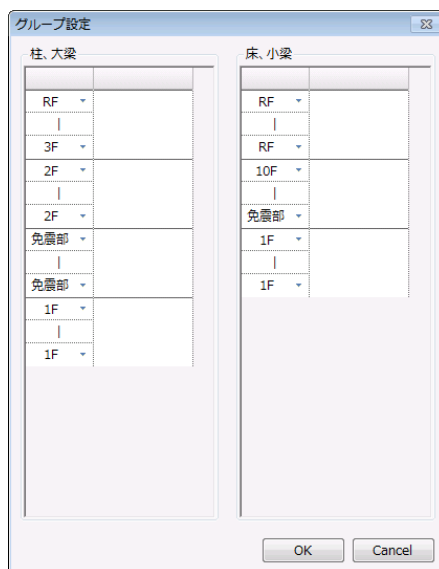 グループ設定
柱、大梁
RF
|
3F
2F
|
2F
免震部
|
免震部
1F
|
1F
床、小梁
RF
|
RF
10F
|
免震部
1F
|
1F
OK
Cancel